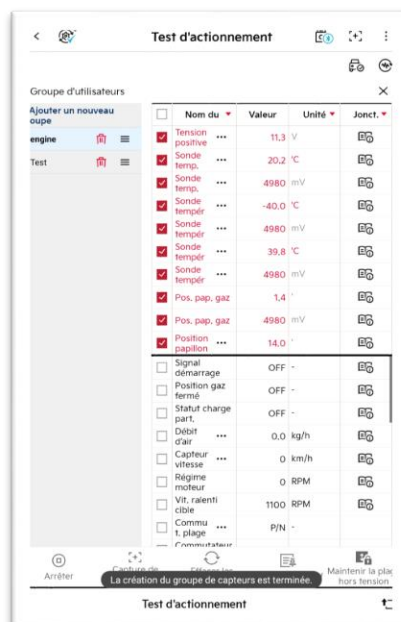 Test d'actionnement
Groupe d'utilisateurs
Ajouter un nouveau
oupe
engine
Test
Nom du Valeur Unité Jonct.
Tension
positive ... 11,3 V
Sonde
temp, ... 20,2 °C
Sonde
temp, ... 4980 mV
Sonde
tempér ... -40,0 °C
Sonde
tempér ... 4980 mV
Sonde
tempér ... 39,8 °C
Sonde
tempér ... 4980 mV
Pos, pap, gaz 1,4 °
Pos, pap, gaz 4980 mV
Position
papillon ... 14,0 °
Signal
démarrage OFF -
Position gaz
fermé OFF -
Statut charge
part, OFF -
Débit
d'air ... 0,0 kg/h
Capteur
vitesse ... 0 km/h
Régime
moteur 0 RPM
Vit, ralenti
cible 1100 RPM
Commu
t, plage ... P/N -
Commutateur
Arrêter
Maintenir la plag
hors tension
La création du groupe de capteurs est terminée.
Test d'actionnement